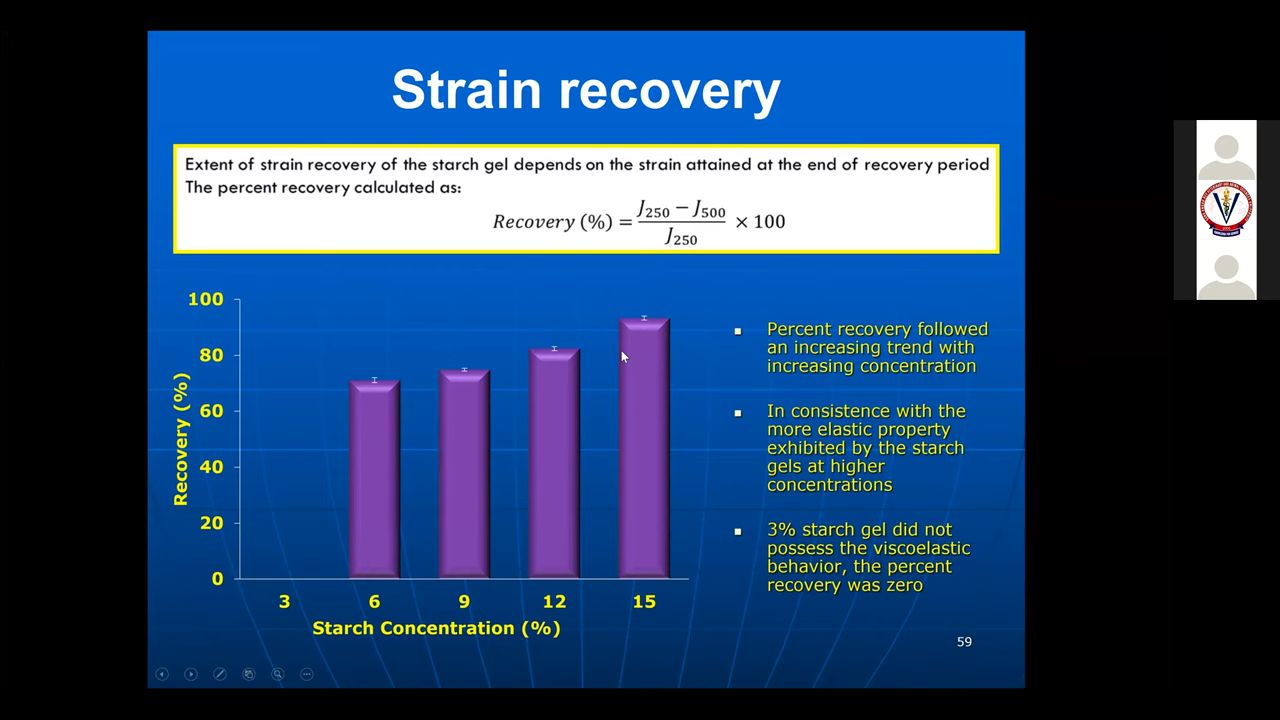 Strain recovery
Extent of strain recovery of the starch gel depends on the strain attained at the end of recovery period
The percent recovery calculated as:
Recovery (%) = (J250 − J500) / J250 × 100
100
80
60
40
20
0
Recovery (%)
3 6 9 12 15
Starch Concentration (%)
▪ Percent recovery followed
an increasing trend with
increasing concentration
▪ In consistence with the
more elastic property
exhibited by the starch
gels at higher
concentrations
▪ 3% starch gel did not
possess the viscoelastic
behavior, the percent
recovery was zero
59